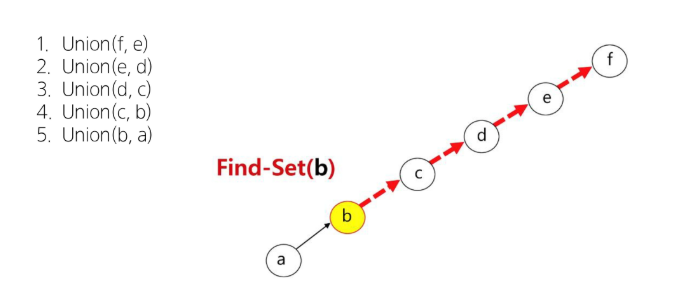 1. Union(f, e)
2. Union(e, d)
3. Union(d, c)
4. Union(c, b)
5. Union(b, a)
f
e
d
Find-Set(b)
c
b
a